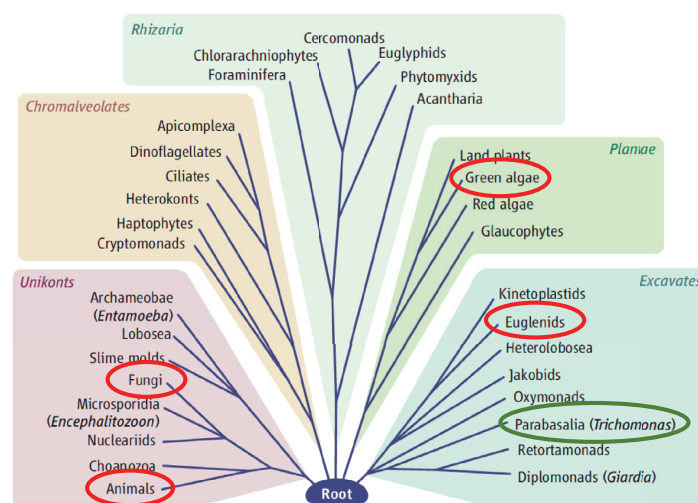 Rhizaria
Cercomonads
Chlorarachniophytes
Euglyphids
Foraminifera
Phytomyxids
Acantharia
Chromalveolates
Apicomplexa
Dinoflagellates
Ciliates
Heterokonts
Haptophytes
Cryptomonads
Plamae
Land plants
Green algae
Red algae
Glaucophytes
Unikonts
Archameobae
(Entamoeba)
Lobosea
Slime molds
Fungi
Microsporidia
(Encephalitozoon)
Nucleariids
Choanozoa
Animals
Excavates
Kinetoplastids
Euglenids
Heterolobosea
Jakobids
Oxymonads
Parabasalia (Trichomonas)
Retortamonads
Diplomonads (Giardia)
Root